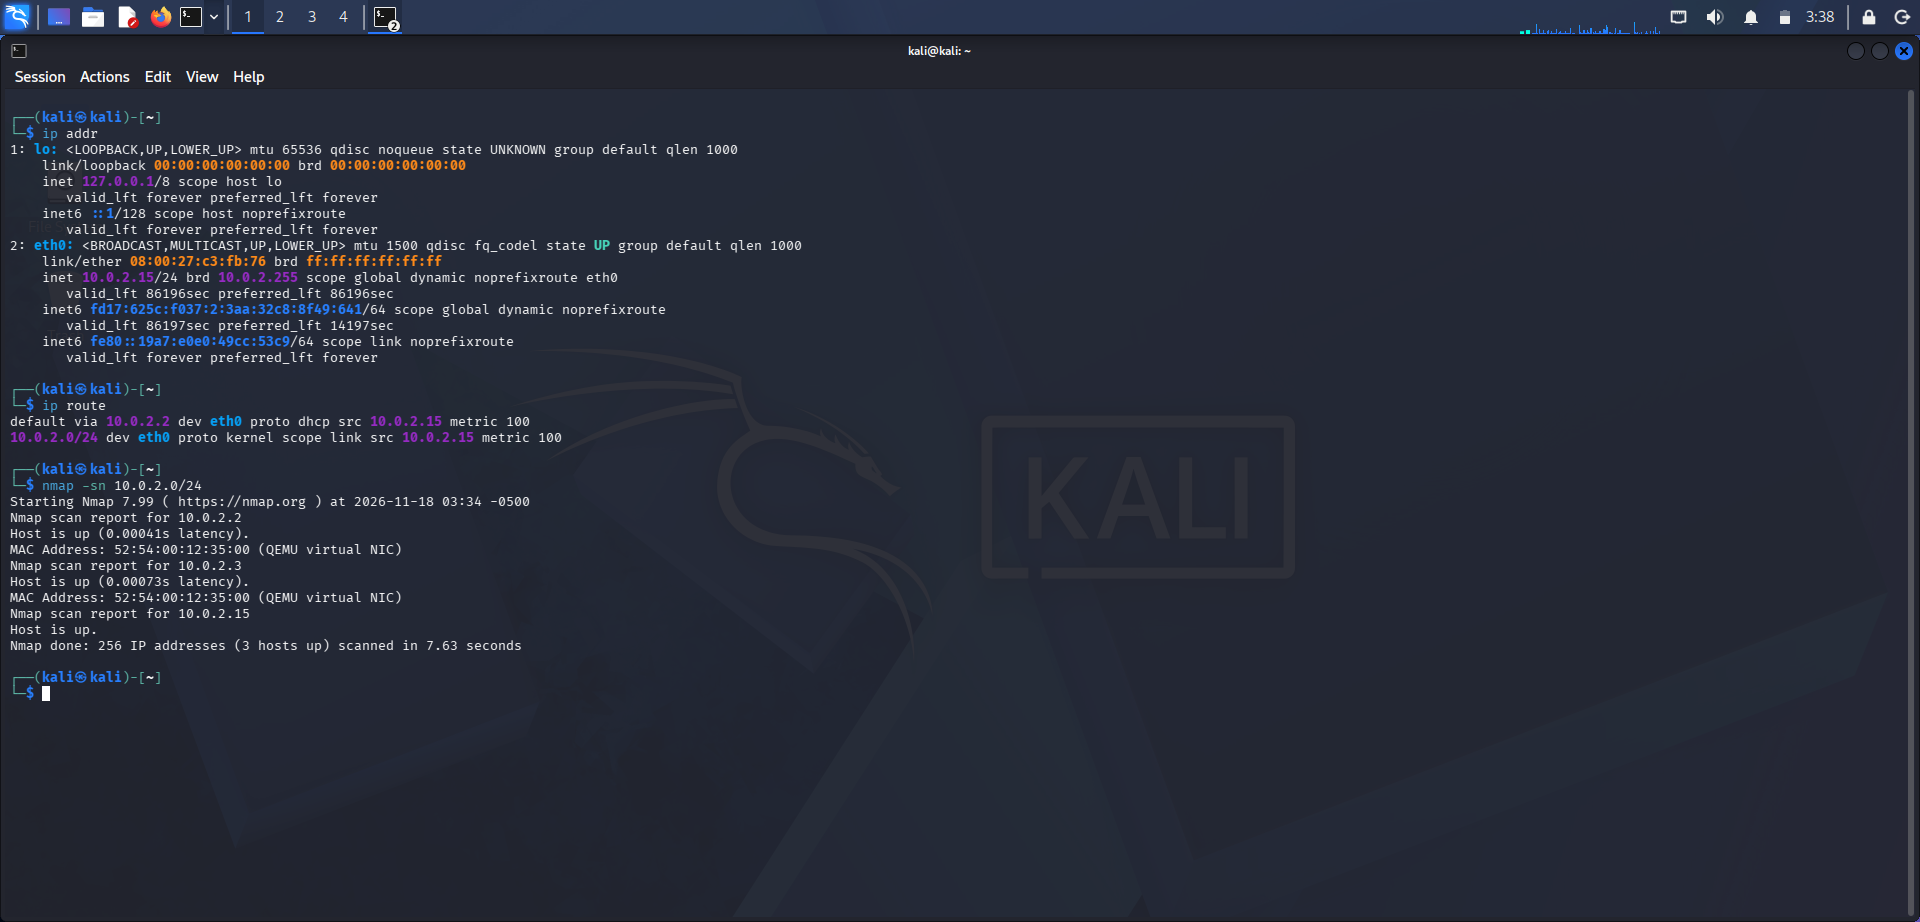 1 2 3 4 2 3:38
kali@kali: ~
Session Actions Edit View Help
┌──(kali㉿kali)-[~]
└─$ ip addr
1: lo: <LOOPBACK,UP,LOWER_UP> mtu 65536 qdisc noqueue state UNKNOWN group default qlen 1000
    link/loopback 00:00:00:00:00:00 brd 00:00:00:00:00:00
    inet 127.0.0.1/8 scope host lo
       valid_lft forever preferred_lft forever
    inet6 ::1/128 scope host noprefixroute
       valid_lft forever preferred_lft forever
2: eth0: <BROADCAST,MULTICAST,UP,LOWER_UP> mtu 1500 qdisc fq_codel state UP group default qlen 1000
    link/ether 08:00:27:c3:fb:76 brd ff:ff:ff:ff:ff:ff
    inet 10.0.2.15/24 brd 10.0.2.255 scope global dynamic noprefixroute eth0
       valid_lft 86196sec preferred_lft 86196sec
    inet6 fd17:625c:f037:2:3aa:32c8:8f49:641/64 scope global dynamic noprefixroute
       valid_lft 86197sec preferred_lft 14197sec
    inet6 fe80::19a7:e0e0:49cc:53c9/64 scope link noprefixroute
       valid_lft forever preferred_lft forever
┌──(kali㉿kali)-[~]
└─$ ip route
default via 10.0.2.2 dev eth0 proto dhcp src 10.0.2.15 metric 100
10.0.2.0/24 dev eth0 proto kernel scope link src 10.0.2.15 metric 100
┌──(kali㉿kali)-[~]
└─$ nmap -sn 10.0.2.0/24
Starting Nmap 7.99 ( https://nmap.org ) at 2026-11-18 03:34 -0500
Nmap scan report for 10.0.2.2
Host is up (0.00041s latency).
MAC Address: 52:54:00:12:35:00 (QEMU virtual NIC)
Nmap scan report for 10.0.2.3
Host is up (0.00073s latency).
MAC Address: 52:54:00:12:35:00 (QEMU virtual NIC)
Nmap scan report for 10.0.2.15
Host is up.
Nmap done: 256 IP addresses (3 hosts up) scanned in 7.63 seconds
┌──(kali㉿kali)-[~]
└─$
KALI